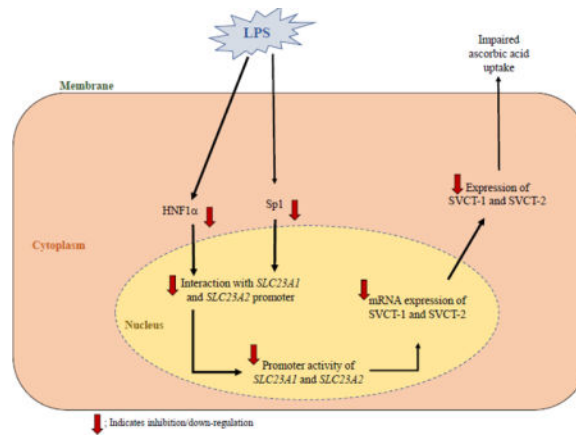 LPS
Impaired
ascorbic acid
uptake
Membrane
Expression of
SVCT-1 and SVCT-2
HNF1α
Sp1
Cytoplasm
Interaction with SLC23A1
and SLC23A2 promoter
mRNA expression of
SVCT-1 and SVCT-2
Nucleus
Promoter activity of
SLC23A1 and SLC23A2
: Indicates inhibition/down-regulation